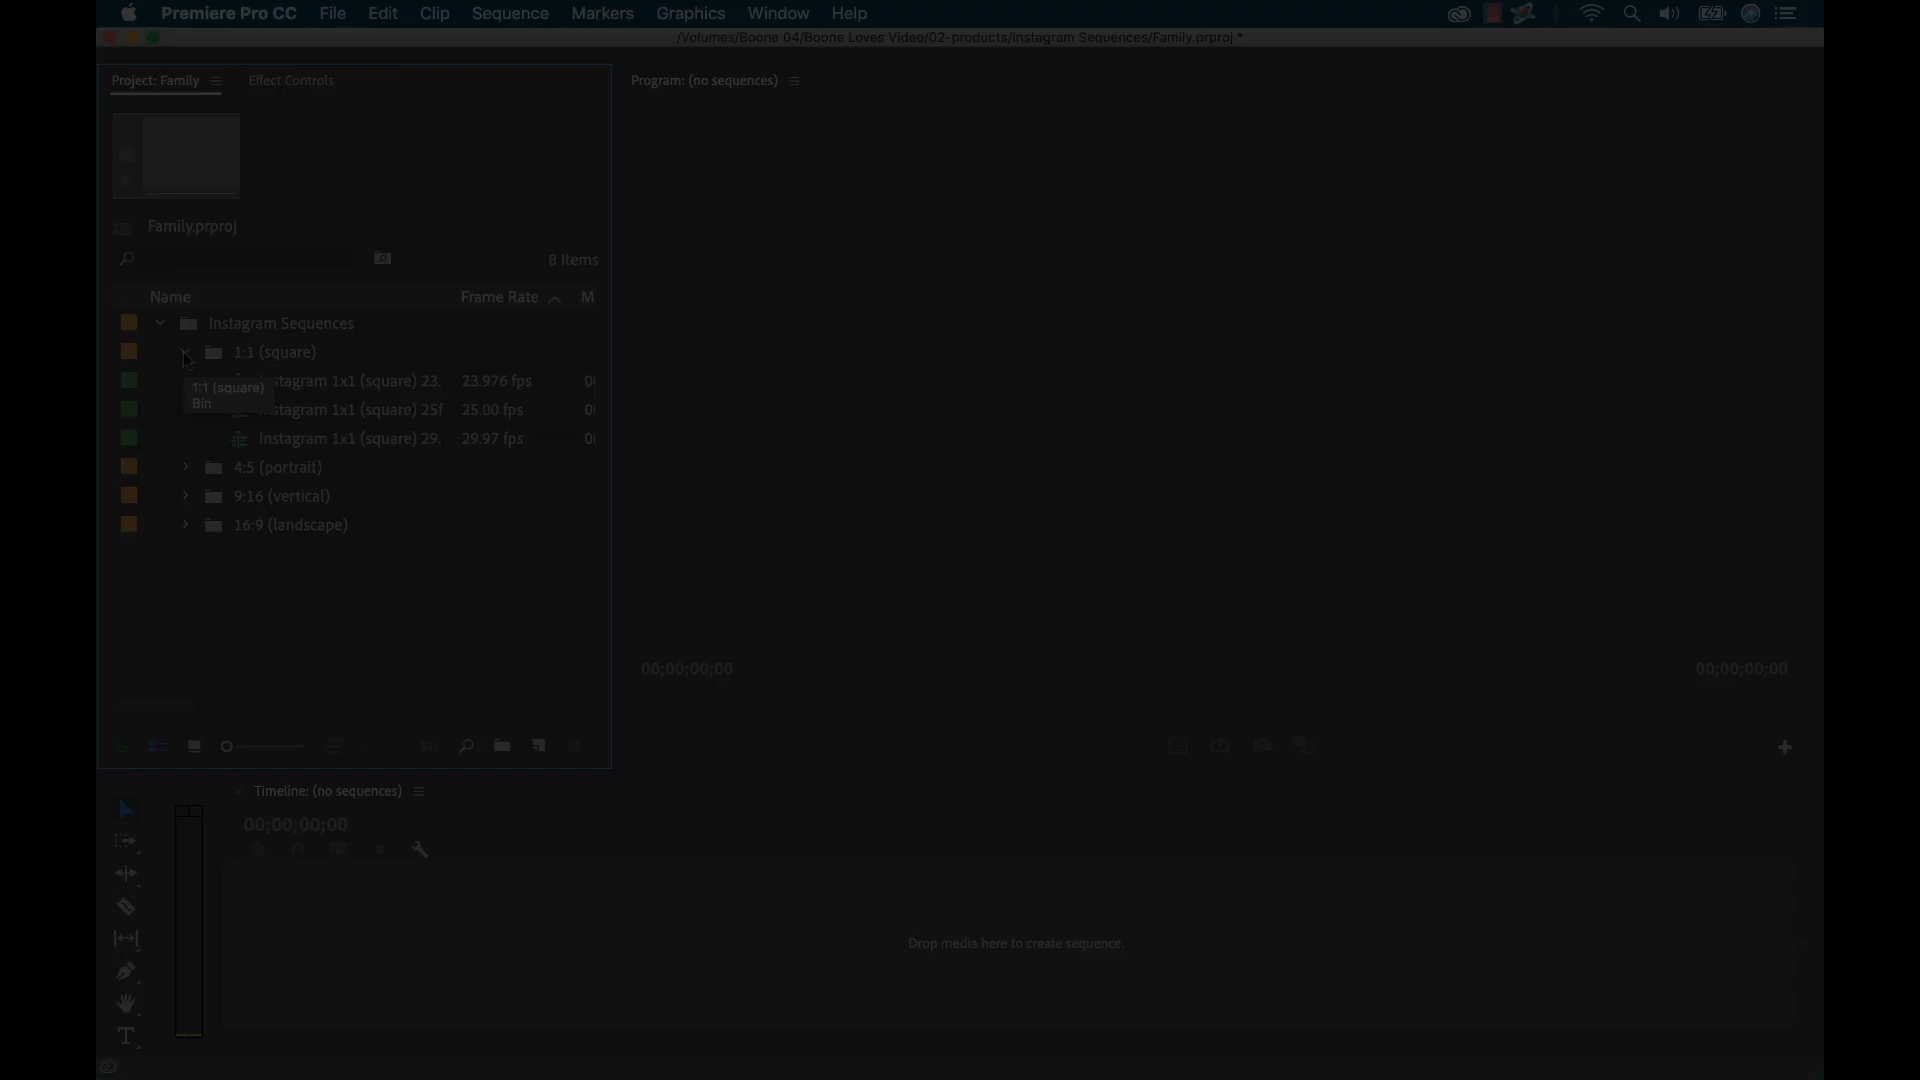 Premiere Pro CC File Edit Clip Sequence Markers Graphics Window Help
/Volumes/Boone 04/Boone Loves Video/02-products/Instagram Sequences/Family.prproj *
Project: Family Effect Controls Program: (no sequences)
Family.prproj
8 Items
Name Frame Rate M
Instagram Sequences
1:1 (square)
stagram 1x1 (square) 23. 23.976 fps 0
1:1 (square)
Bin
stagram 1x1 (square) 25f 25.00 fps 0
Instagram 1x1 (square) 29. 29.97 fps 0
4:5 (portrait)
9:16 (vertical)
16:9 (landscape)
00;00;00;00 00;00;00;00
Timeline: (no sequences)
00;00;00;00
Drop media here to create sequence.